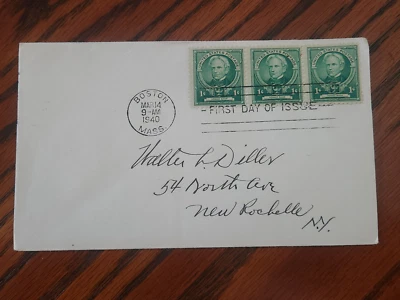 BOSTON
MAR 14
9-AM
1940
MASS.
FIRST DAY OF ISSUE
Walter L. Diller
54 North Ave
New Rochelle
N.Y.